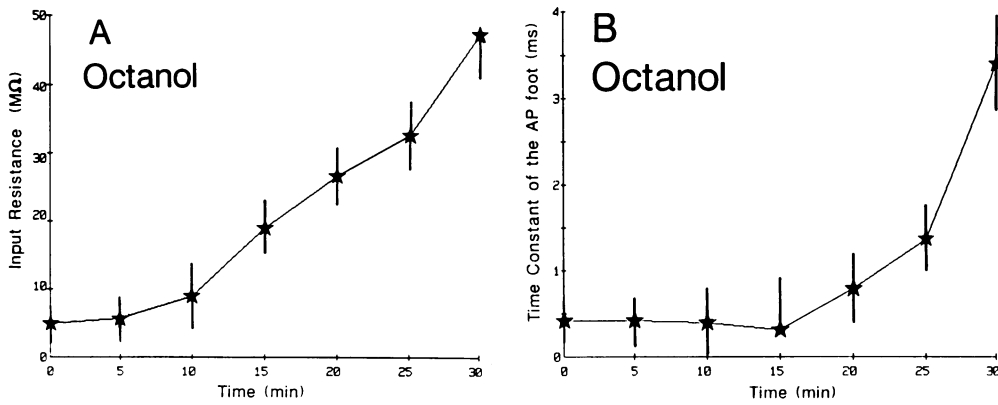 A
Octanol
Input Resistance (MΩ)
50
40
30
20
10
0
0 5 10 15 20 25 30
Time (min)
B
Octanol
Time Constant of the AP foot (ms)
4
3
2
1
0
0 5 10 15 20 25 30
Time (min)